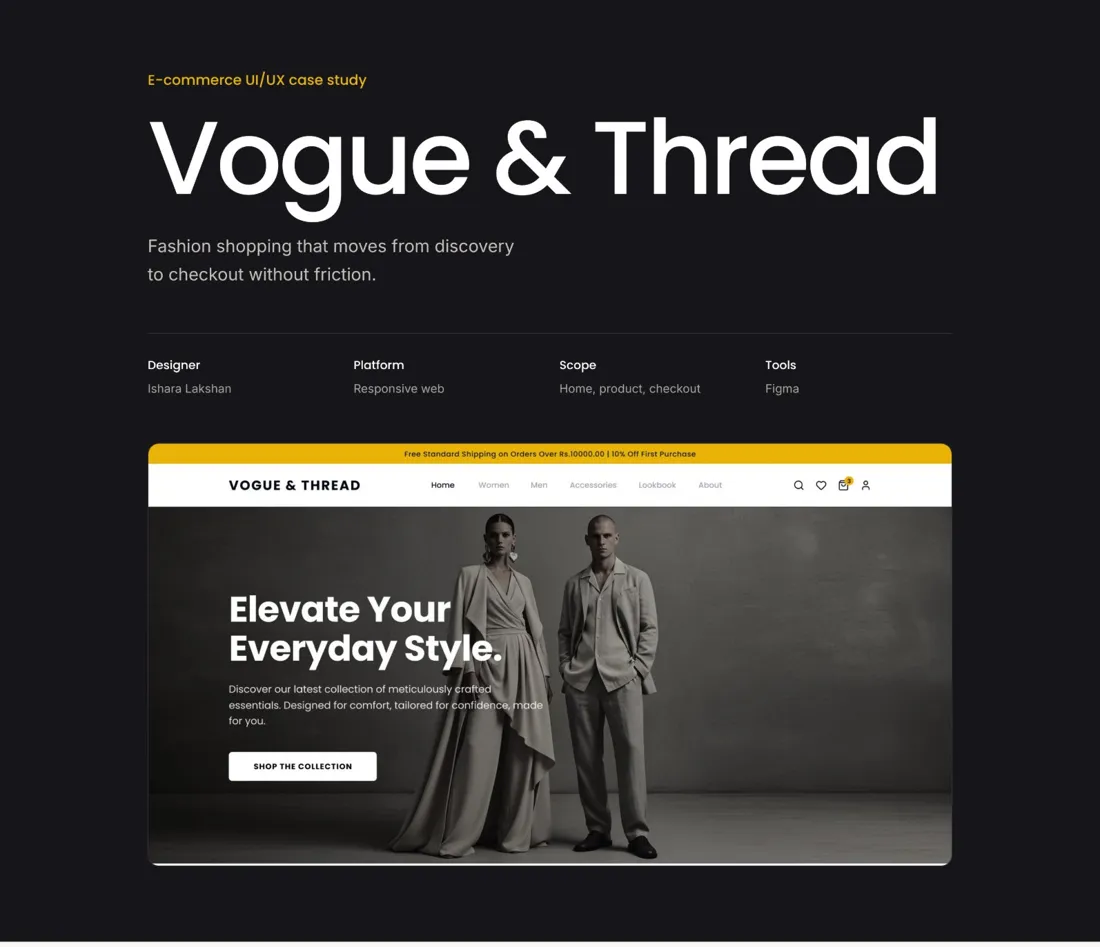 E-commerce UI/UX case study
Vogue & Thread
Fashion shopping that moves from discovery
to checkout without friction.
Designer
Ishara Lakshan
Platform
Responsive web
Scope
Home, product, checkout
Tools
Figma
Free Standard Shipping on Orders Over Rs.10000.00 | 10% Off First Purchase
VOGUE & THREAD
Home Women Men Accessories Lookbook About
3
Elevate Your
Everyday Style.
Discover our latest collection of meticulously crafted
essentials. Designed for comfort, tailored for confidence, made
for you.
SHOP THE COLLECTION